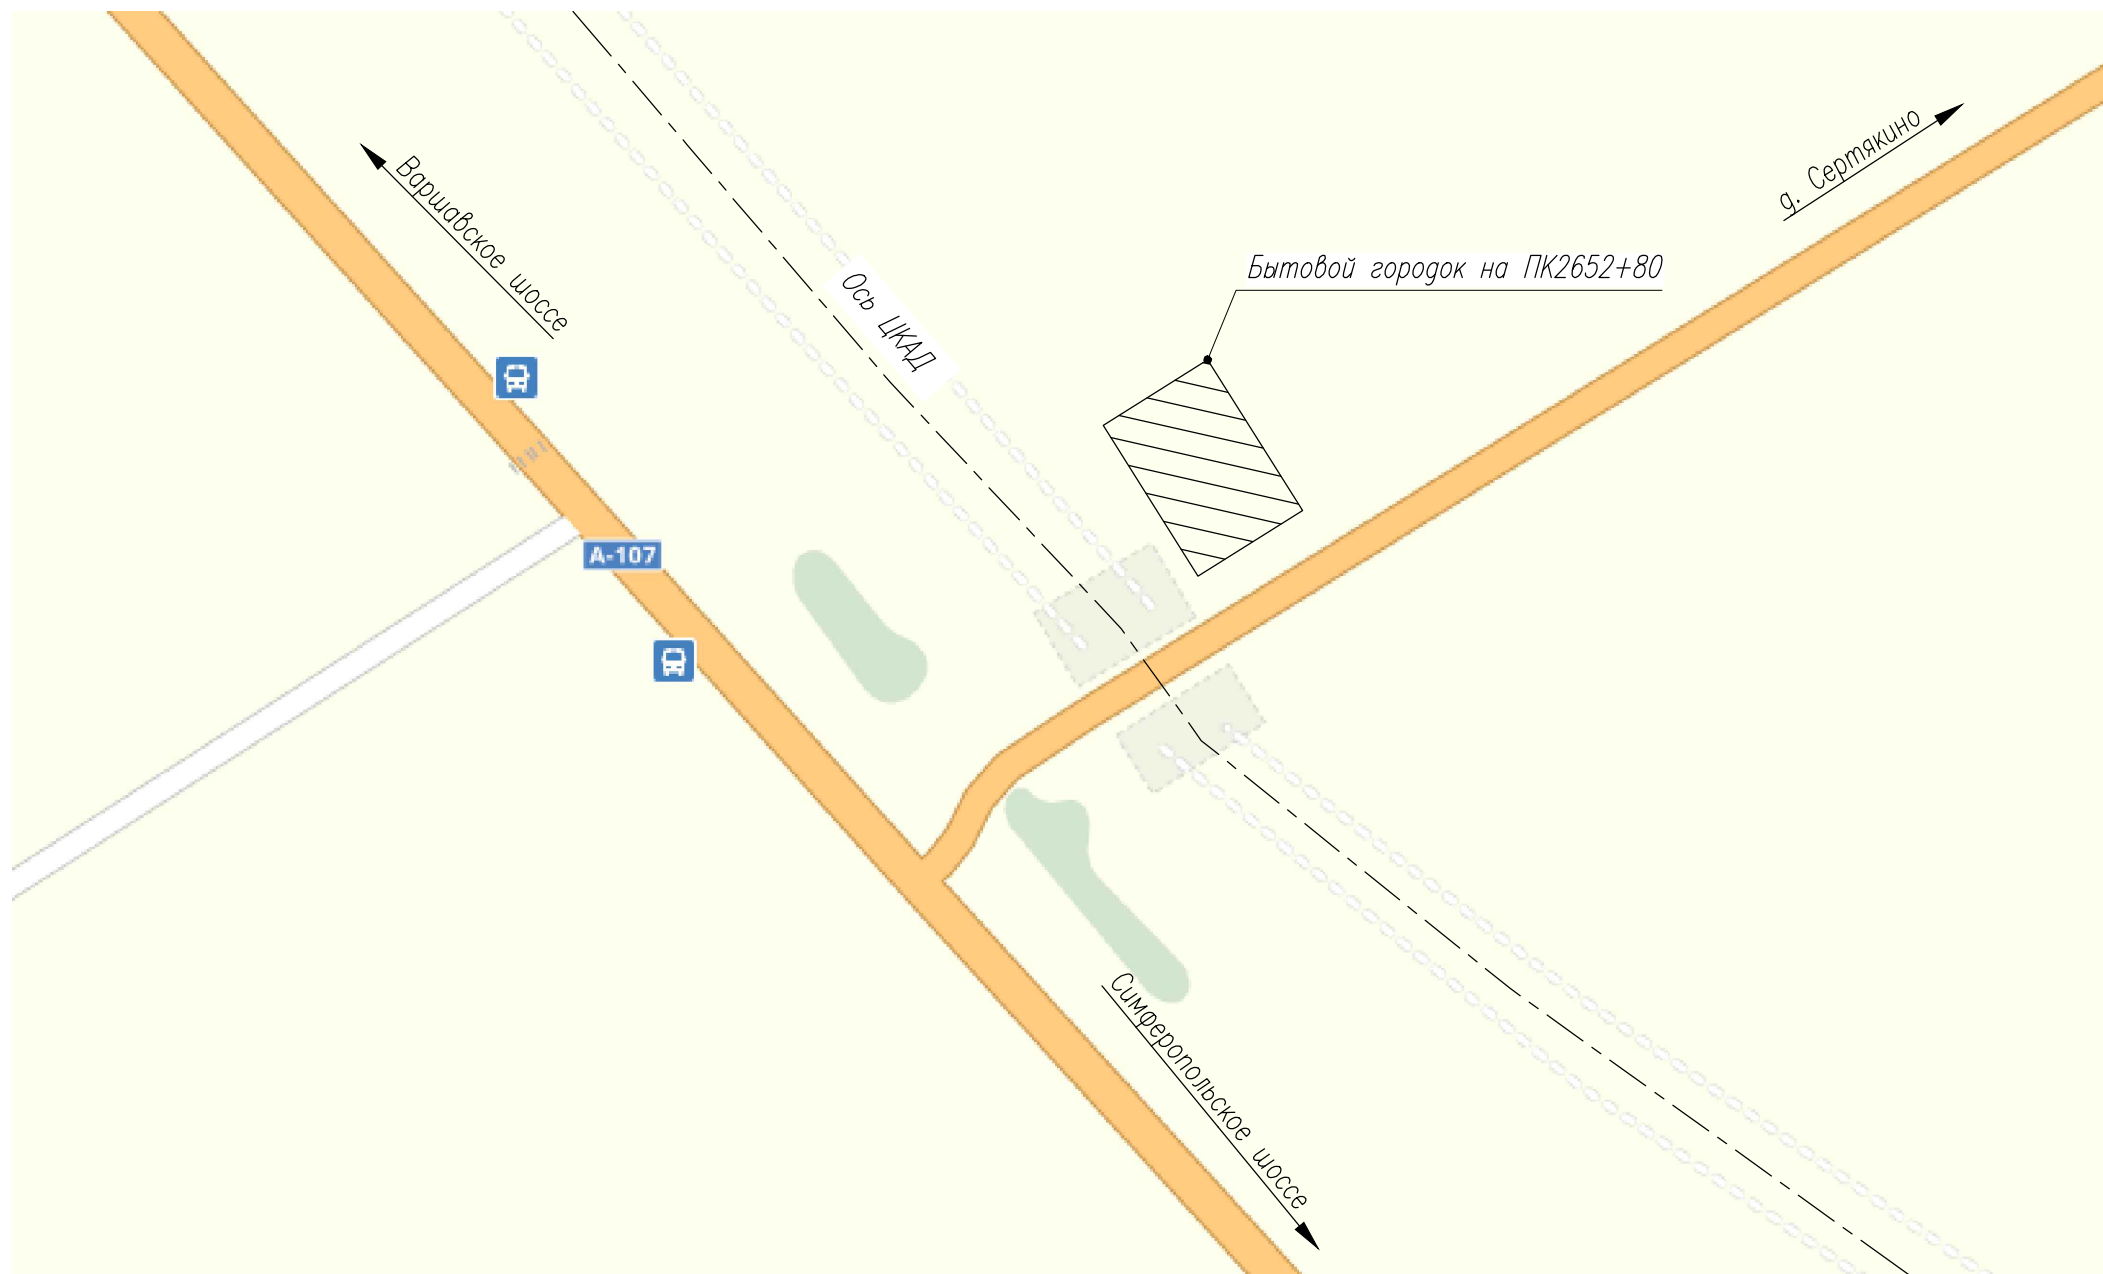 д. Сертякино
Варшавское шоссе
Бытовой городок на ПК2652+80
Ось ЦКАД
А-107
Симферопольское шоссе